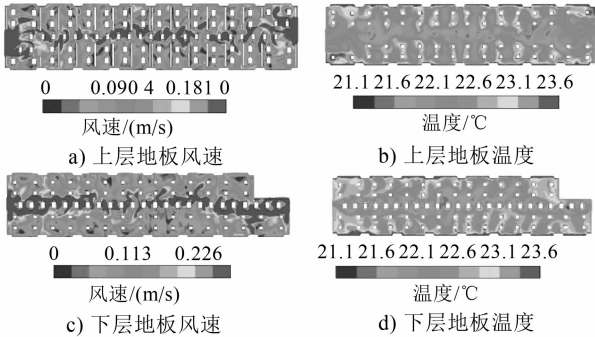 0 0.090 4 0.181 0
风速/(m/s)
a) 上层地板风速
21.1 21.6 22.1 22.6 23.1 23.6
温度/℃
b) 上层地板温度
0 0.113 0.226
风速/(m/s)
c) 下层地板风速
21.1 21.6 22.1 22.6 23.1 23.6
温度/℃
d) 下层地板温度